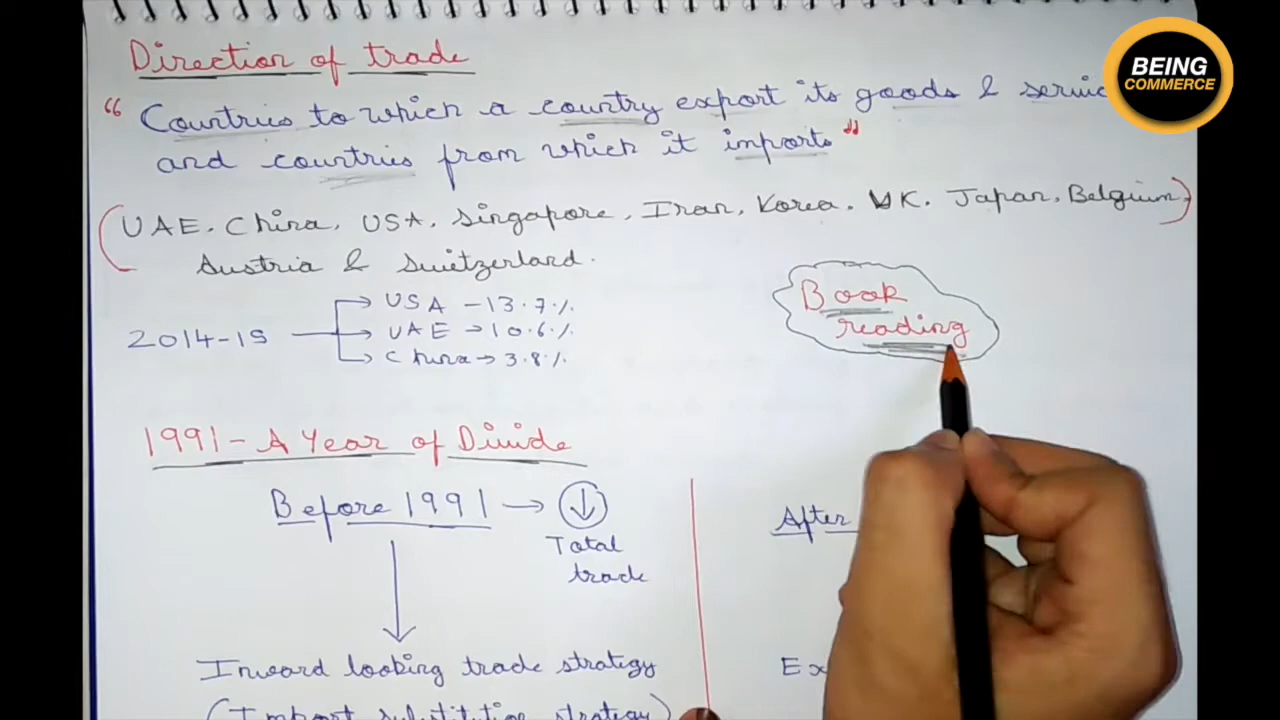 Direction of trade
BEING
COMMERCE
"Countries to which a country export its goods & servic
and countries from which it imports"
(UAE, China, USA, Singapore, Iran, Korea, UK, Japan, Belgium,
Austria & Switzerland.)
2014-15
USA - 13.7%
UAE → 10.6%
China → 3.8%
Book
reading
1991 - A Year of Divide
Before 1991 → ↓
Total
trade
After
Inward looking trade strategy
Ex
(Import substitution strategy)